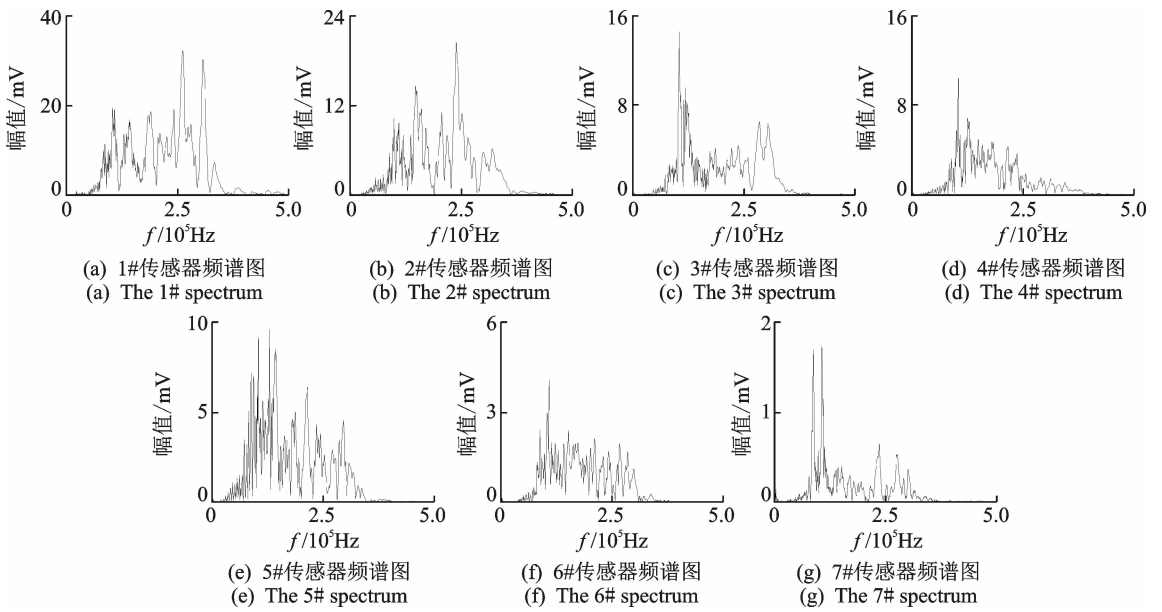 40
20
0
幅值/mV
0
2.5
5.0
f/10⁵Hz
(a) 1#传感器频谱图
(a) The 1# spectrum
24
12
0
幅值/mV
0
2.5
5.0
f/10⁵Hz
(b) 2#传感器频谱图
(b) The 2# spectrum
16
8
0
幅值/mV
0
2.5
5.0
f/10⁵Hz
(c) 3#传感器频谱图
(c) The 3# spectrum
16
8
0
幅值/mV
0
2.5
5.0
f/10⁵Hz
(d) 4#传感器频谱图
(d) The 4# spectrum
10
5
0
幅值/mV
0
2.5
5.0
f/10⁵Hz
(e) 5#传感器频谱图
(e) The 5# spectrum
6
3
0
幅值/mV
0
2.5
5.0
f/10⁵Hz
(f) 6#传感器频谱图
(f) The 6# spectrum
2
1
0
幅值/mV
0
2.5
5.0
f/10⁵Hz
(g) 7#传感器频谱图
(g) The 7# spectrum